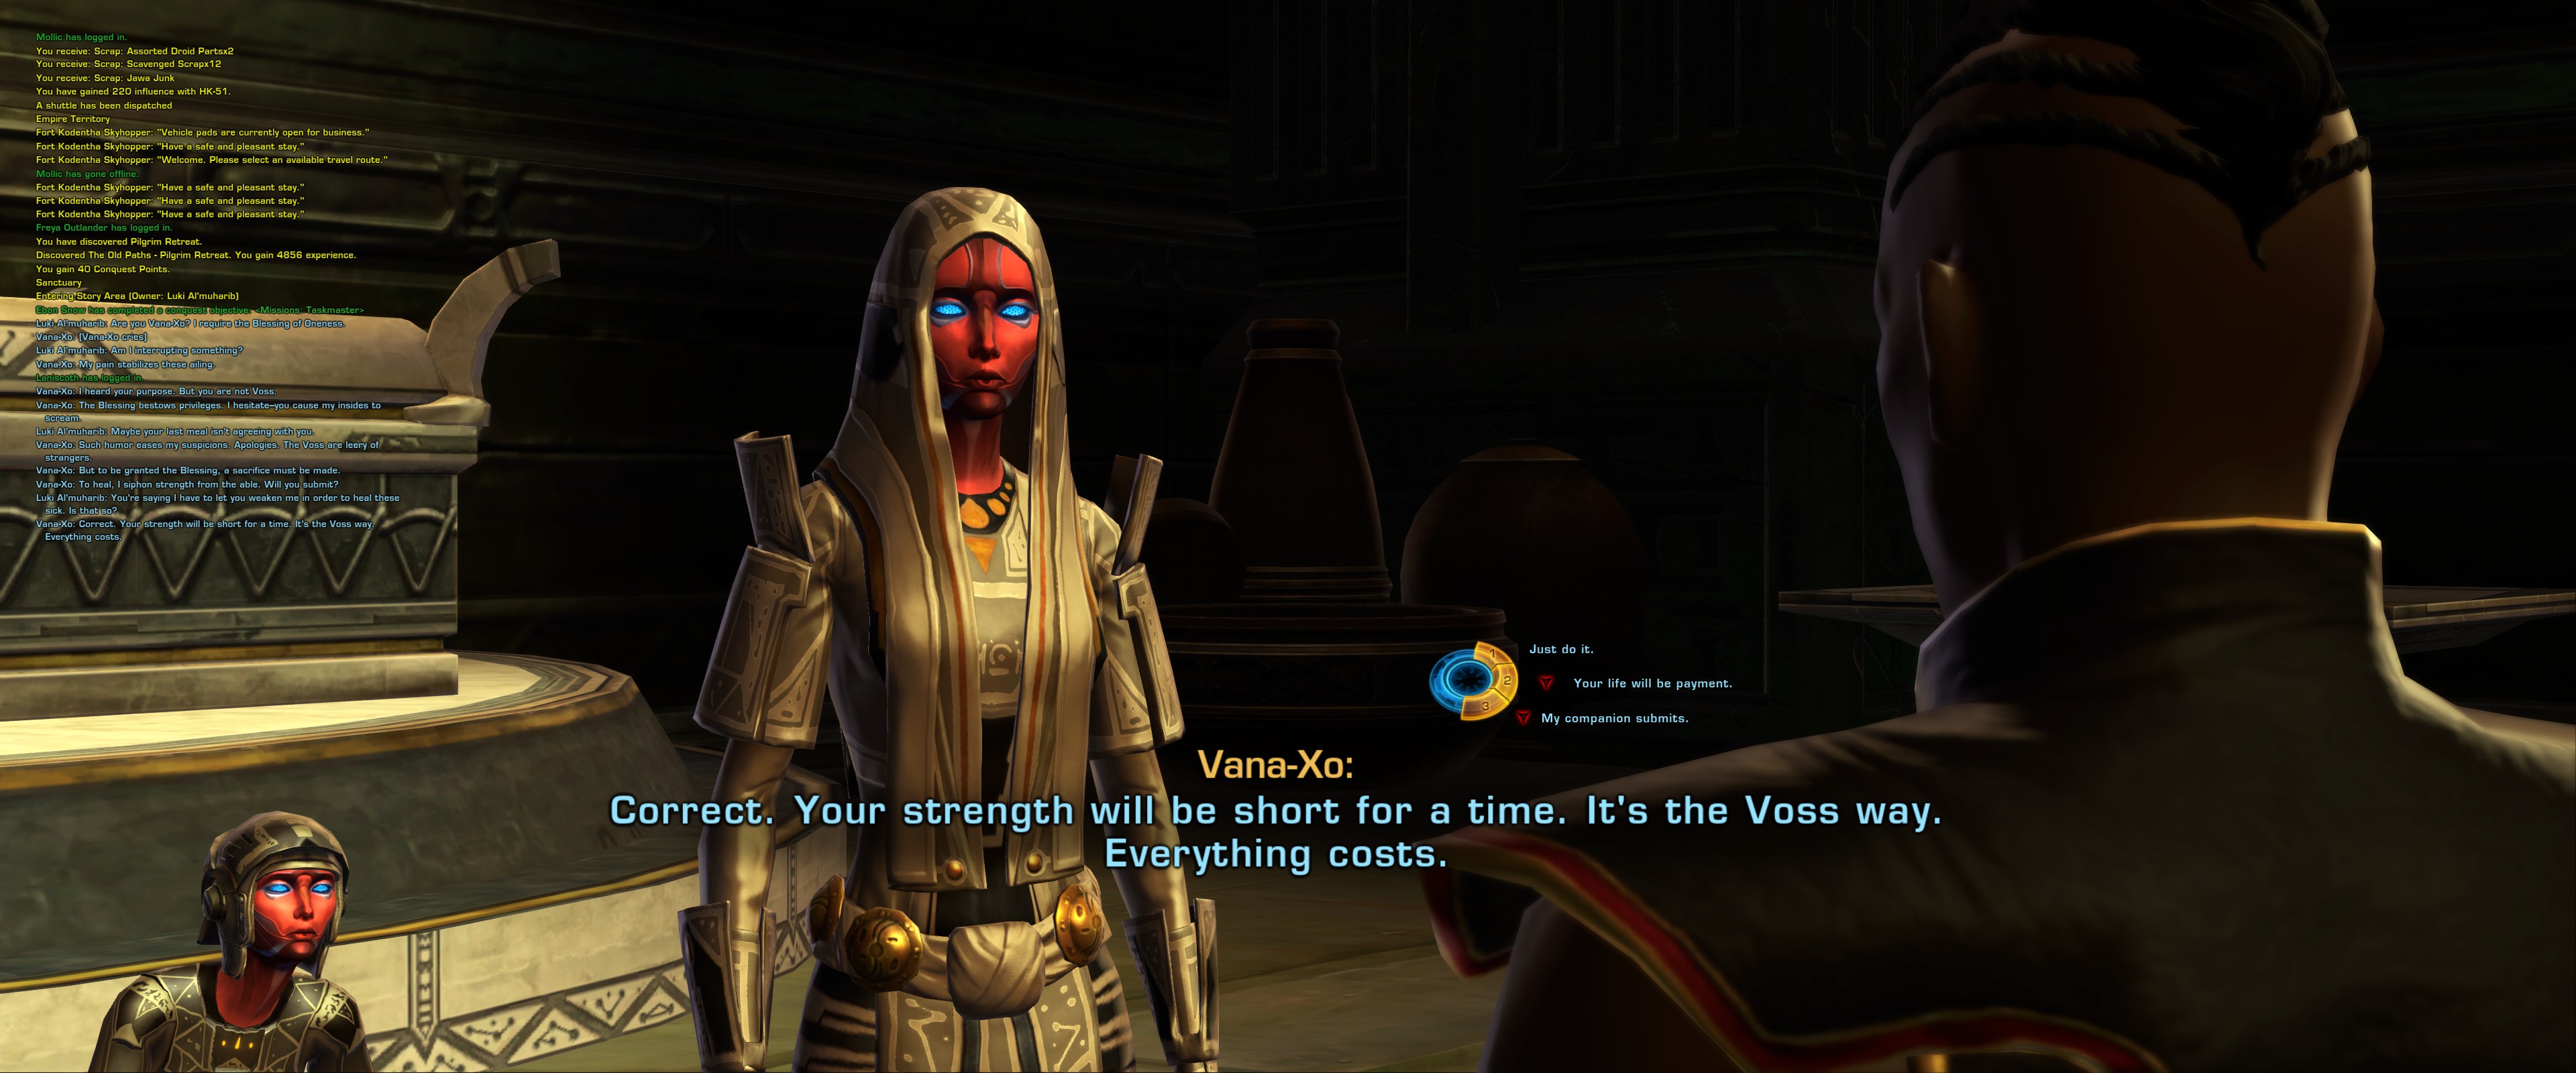 Mollic has logged in.
You receive: Scrap: Assorted Droid Partsx2
You receive: Scrap: Scavenged Scrapx12
You receive: Scrap: Jawa Junk
You have gained 220 influence with HK-51.
A shuttle has been dispatched
Empire Territory
Fort Kodentha Skyhopper: "Vehicle pads are currently open for business."
Fort Kodentha Skyhopper: "Have a safe and pleasant stay."
Fort Kodentha Skyhopper: "Welcome. Please select an available travel route."
Mollic has gone offline.
Fort Kodentha Skyhopper: "Have a safe and pleasant stay."
Fort Kodentha Skyhopper: "Have a safe and pleasant stay."
Fort Kodentha Skyhopper: "Have a safe and pleasant stay."
Freya Outlander has logged in.
You have discovered Pilgrim Retreat.
Discovered The Old Paths - Pilgrim Retreat. You gain 4856 experience.
You gain 40 Conquest Points.
Sanctuary
Entering Story Area (Owner: Luki Al'muharib)
Ebon Snow has completed a conquest objective: <Missions: Taskmaster>
Luki Al'muharib: Are you Vana-Xo? I require the Blessing of Oneness.
Vana-Xo: [Vana-Xo cries]
Luki Al'muharib: Am I interrupting something?
Vana-Xo: My pain stabilizes these ailing.
Laniscoth has logged in.
Vana-Xo: I heard your purpose. But you are not Voss.
Vana-Xo: The Blessing bestows privileges. I hesitate—you cause my insides to
scream.
Luki Al'muharib: Maybe your last meal isn't agreeing with you.
Vana-Xo: Such humor eases my suspicions. Apologies. The Voss are leery of
strangers.
Vana-Xo: But to be granted the Blessing, a sacrifice must be made.
Vana-Xo: To heal, I siphon strength from the able. Will you submit?
Luki Al'muharib: You're saying I have to let you weaken me in order to heal these
sick. Is that so?
Vana-Xo: Correct. Your strength will be short for a time. It's the Voss way.
Everything costs.
1 Just do it.
2 Your life will be payment.
3 My companion submits.
Vana-Xo:
Correct. Your strength will be short for a time. It's the Voss way.
Everything costs.